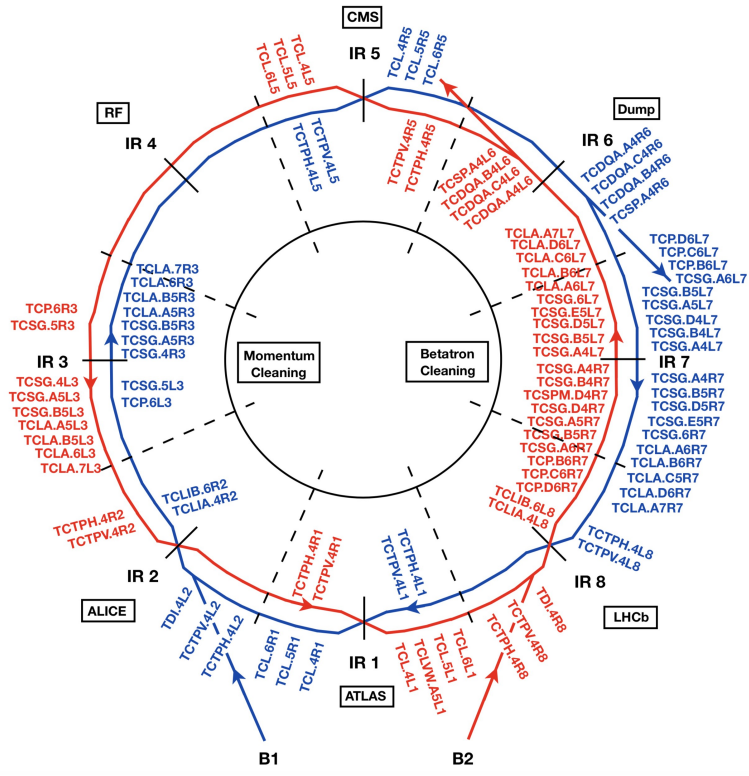 CMS
IR 5
TCL.6L5
TCL.5L5
TCL.4L5
TCL.4R5
TCL.5R5
TCL.6R5
TCTPH.4L5
TCTPV.4L5
TCTPV.4R5
TCTPH.4R5
RF
IR 4
Dump
IR 6
TCSP.A4L6
TCDQA.B4L6
TCDQA.C4L6
TCDQA.A4L6
TCDQA.A4R6
TCDQA.C4R6
TCDQA.B4R6
TCSP.A4R6
TCLA.7R3
TCLA.6R3
TCLA.B5R3
TCLA.A5R3
TCSG.B5R3
TCSG.A5R3
TCSG.4R3
TCP.6R3
TCSG.5R3
IR 3
TCSG.5L3
TCP.6L3
TCSG.4L3
TCSG.A5L3
TCSG.B5L3
TCLA.A5L3
TCLA.B5L3
TCLA.6L3
TCLA.7L3
Momentum
Cleaning
Betatron
Cleaning
TCLA.A7L7
TCLA.D6L7
TCLA.C6L7
TCLA.B6L7
TCLA.A6L7
TCSG.6L7
TCSG.E5L7
TCSG.D5L7
TCSG.B5L7
TCSG.A4L7
TCSG.A4R7
TCSG.B4R7
TCSPM.D4R7
TCSG.D4R7
TCSG.A5R7
TCSG.B5R7
TCSG.A6R7
TCP.B6R7
TCP.C6R7
TCP.D6R7
TCP.D6L7
TCP.C6L7
TCP.B6L7
TCSG.A6L7
TCSG.B5L7
TCSG.A5L7
TCSG.D4L7
TCSG.B4L7
TCSG.A4L7
IR 7
TCSG.A4R7
TCSG.B5R7
TCSG.D5R7
TCSG.E5R7
TCSG.6R7
TCLA.A6R7
TCLA.B6R7
TCLA.C5R7
TCLA.D6R7
TCLA.A7R7
TCLIB.6R2
TCLIA.4R2
TCTPH.4R2
TCTPV.4R2
IR 2
ALICE
TDI.4L2
TCTPV.4L2
TCTPH.4L2
TCTPH.4R1
TCTPV.4R1
TCL.6R1
TCL.5R1
TCL.4R1
TCTPH.4L1
TCTPV.4L1
IR 1
ATLAS
TCL.4L1
TCLVW.A5L1
TCL.5L1
TCL.6L1
TCLIB.6L8
TCLIA.4L8
TCTPH.4L8
TCTPV.4L8
IR 8
LHCb
TDI.4R8
TCTPV.4R8
TCTPH.4R8
B1
B2